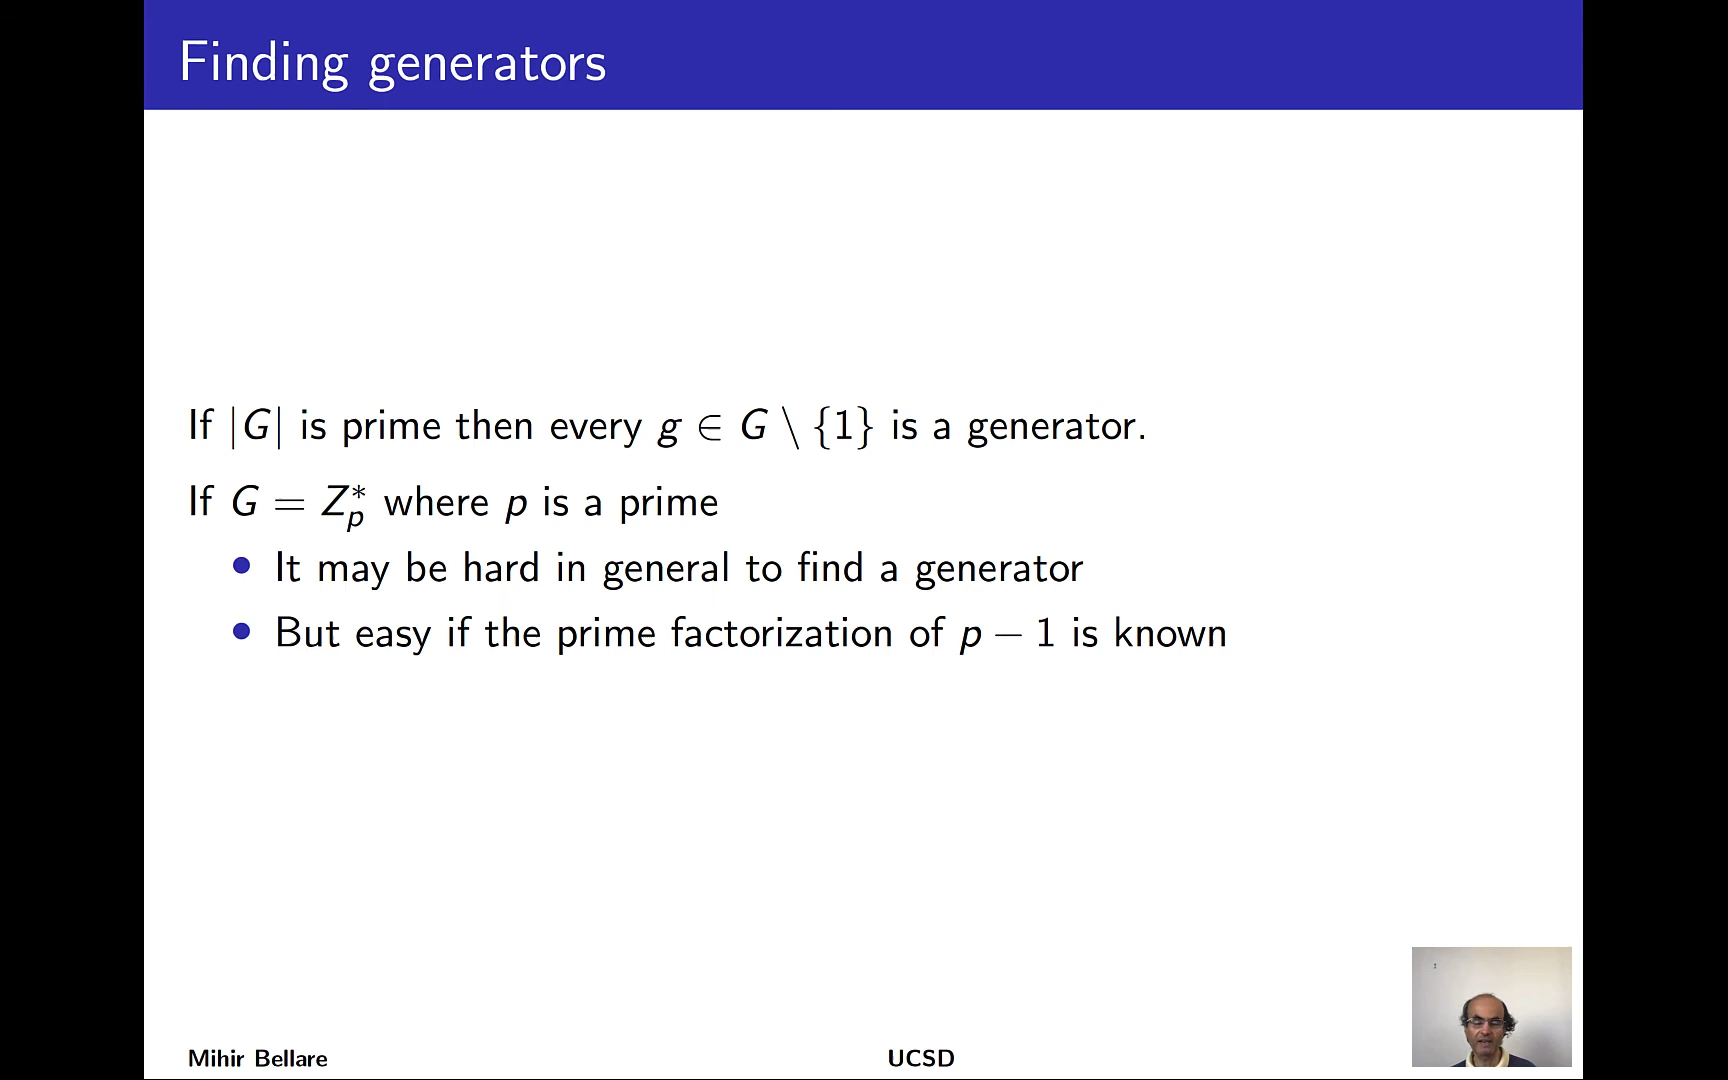 Finding generators
If |G| is prime then every g ∈ G \ {1} is a generator.
If G = Z*ₚ where p is a prime
• It may be hard in general to find a generator
• But easy if the prime factorization of p − 1 is known
Mihir Bellare UCSD